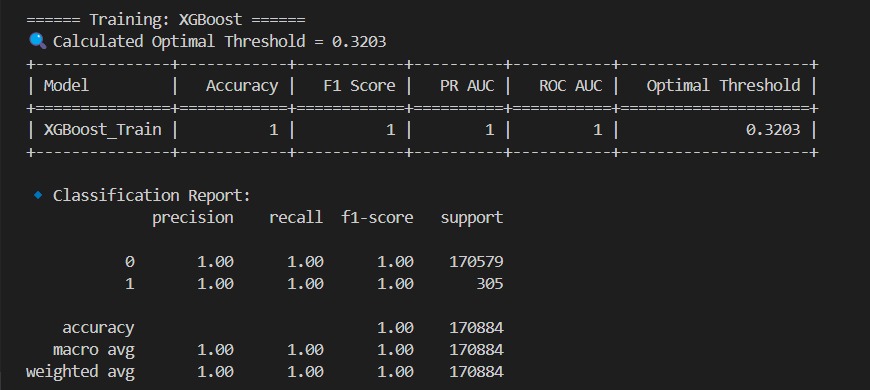 ====== Training: XGBoost ======
🔍 Calculated Optimal Threshold = 0.3203
+---------------+------------+------------+----------+-----------+---------------------+
| Model         |   Accuracy |   F1 Score |   PR AUC |   ROC AUC |   Optimal Threshold |
+===============+============+============+==========+===========+=====================+
| XGBoost_Train |          1 |          1 |        1 |         1 |              0.3203 |
+---------------+------------+------------+----------+-----------+---------------------+
🔹 Classification Report:
              precision    recall  f1-score   support
           0       1.00      1.00      1.00    170579
           1       1.00      1.00      1.00       305
    accuracy                           1.00    170884
   macro avg       1.00      1.00      1.00    170884
weighted avg       1.00      1.00      1.00    170884